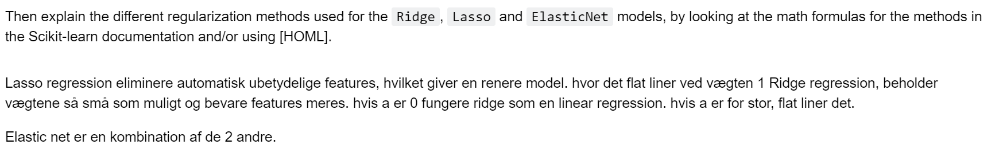 Then explain the different regularization methods used for the Ridge, Lasso and ElasticNet models, by looking at the math formulas for the methods in
the Scikit-learn documentation and/or using [HOML].
Lasso regression eliminere automatisk ubetydelige features, hvilket giver en renere model. hvor det flat liner ved vægten 1 Ridge regression, beholder
vægtene så små som muligt og bevare features meres. hvis a er 0 fungere ridge som en linear regression. hvis a er for stor, flat liner det.
Elastic net er en kombination af de 2 andre.